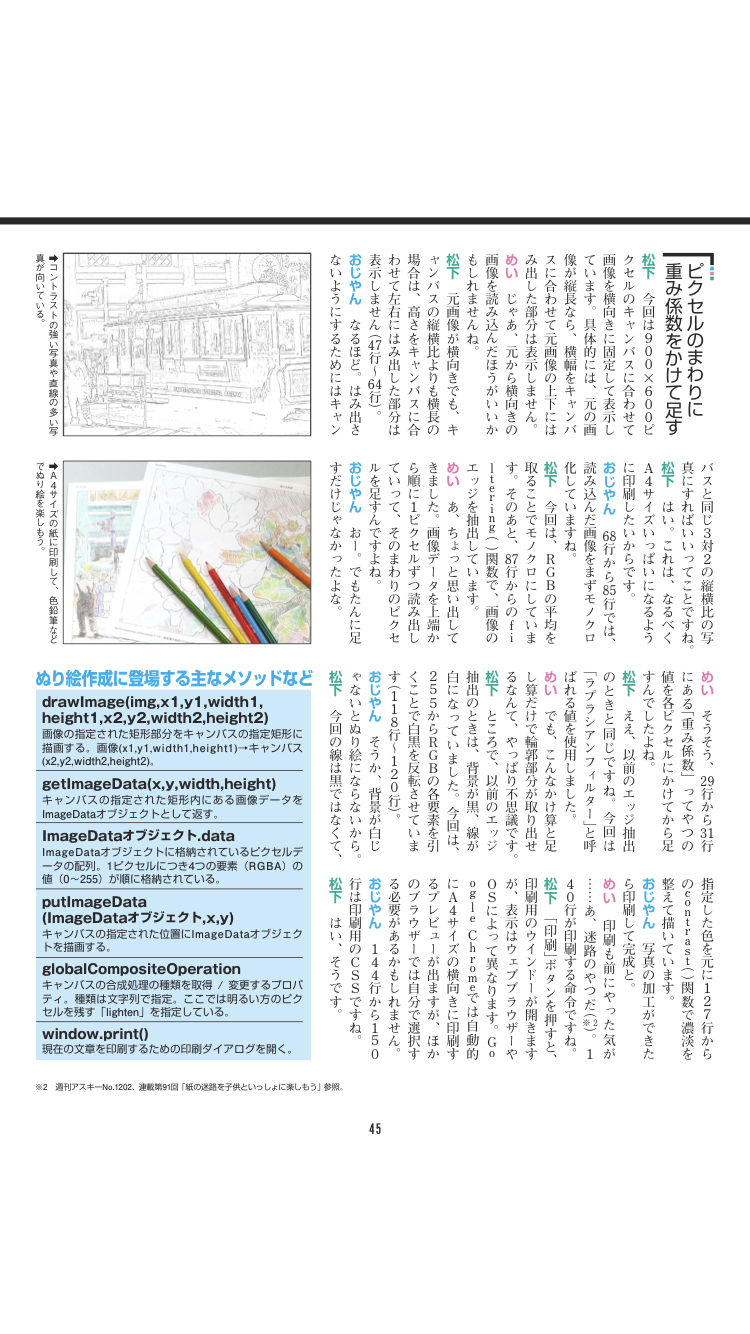 ピクセルのまわりに
重み係数をかけて足す
松下 今回は９００×６００ピ
クセルのキャンバスに合わせて
画像を横向きに固定して表示し
ています。具体的には、元の画
像が縦長なら、横幅をキャンバ
スに合わせて元画像の上下には
み出した部分は表示しません。
めい じゃあ、元から横向きの
画像を読み込んだほうがいいか
もしれませんね。
松下 元画像が横向きでも、キ
ャンバスの縦横比よりも横長の
場合は、高さをキャンバスに合
わせて左右にはみ出した部分は
表示しません（47行〜64行）。
おじやん なるほど。はみ出さ
ないようにするためにはキャン
バスと同じ３対２の縦横比の写
真にすればいいってことですね。
松下 はい。これは、なるべく
A４サイズいっぱいになるよう
に印刷したいからです。
おじやん 68行から85行では、
読み込んだ画像をまずモノクロ
化していますね。
松下 今回は、RGBの平均を
取ることでモノクロにしていま
す。そのあと、87行からのfi
ltering()関数で、画像の
エッジを抽出しています。
めい あ、ちょっと思い出して
きました。画像データを上端か
ら順に１ピクセルずつ読み出し
ていって、そのまわりのピクセ
ルを足すんですよね。
おじやん おー。でもたんに足
すだけじゃなかったよな。
めい そうそう、29行から31行
にある「重み係数」ってやつの
値を各ピクセルにかけてから足
すんでしたよね。
松下 ええ、以前のエッジ抽出
のときと同じですね。今回は
「ラプラシアンフィルター」と呼
ばれる値を使用しました。
めい でも、こんなかけ算と足
し算だけで輪郭部分が取り出せ
るなんて、やっぱり不思議です。
松下 ところで、以前のエッジ
抽出のときは、背景が黒、線が
白になっていました。今回は、
２５５からRGBの各要素を引
くことで白黒を反転させていま
す（１１８行〜１２０行）。
おじやん そうか、背景が白じ
ゃないとぬり絵にならないから。
松下 今回の線は黒ではなくて、
指定した色を元に１２７行から
のcontrast()関数で濃淡を
整えて描いています。
おじやん 写真の加工ができた
ら印刷して完成と。
めい 印刷も前にやった気が
……あ、迷路のやつだ（※2）。１
４０行が印刷する命令ですね。
松下 「印刷」ボタンを押すと、
印刷用のウインドーが開きます
が、表示はウェブブラウザーや
OSによって異なります。Go
ogle Chromeでは自動的
にA４サイズの横向きに印刷す
るプレビューが出ますが、ほか
のブラウザーでは自分で選択す
る必要があるかもしれません。
おじやん １４４行から１５０
行は印刷用のCSSですね。
松下 はい、そうです。
➡コントラストの強い写真や直線の多い写
真が向いている。
➡A４サイズの紙に印刷して、色鉛筆など
でぬり絵を楽しもう。
ぬり絵作成に登場する主なメソッドなど
drawImage(img,x1,y1,width1,
height1,x2,y2,width2,height2)
画像の指定された矩形部分をキャンバスの指定矩形に
描画する。画像(x1,y1,width1,height1)→キャンバス
(x2,y2,width2,height2)。
getImageData(x,y,width,height)
キャンバスの指定された矩形内にある画像データを
ImageDataオブジェクトとして返す。
ImageDataオブジェクト.data
ImageDataオブジェクトに格納されているピクセルデ
ータの配列。1ピクセルにつき4つの要素（RGBA）の
値（0〜255）が順に格納されている。
putImageData
(ImageDataオブジェクト,x,y)
キャンバスの指定された位置にImageDataオブジェク
トを描画する。
globalCompositeOperation
キャンバスの合成処理の種類を取得 / 変更するプロパ
ティ。種類は文字列で指定。ここでは明るい方のピク
セルを残す「lighten」を指定している。
window.print()
現在の文章を印刷するための印刷ダイアログを開く。
※2 週刊アスキーNo.1202、連載第91回「紙の迷路を子供といっしょに楽しもう」参照。
45